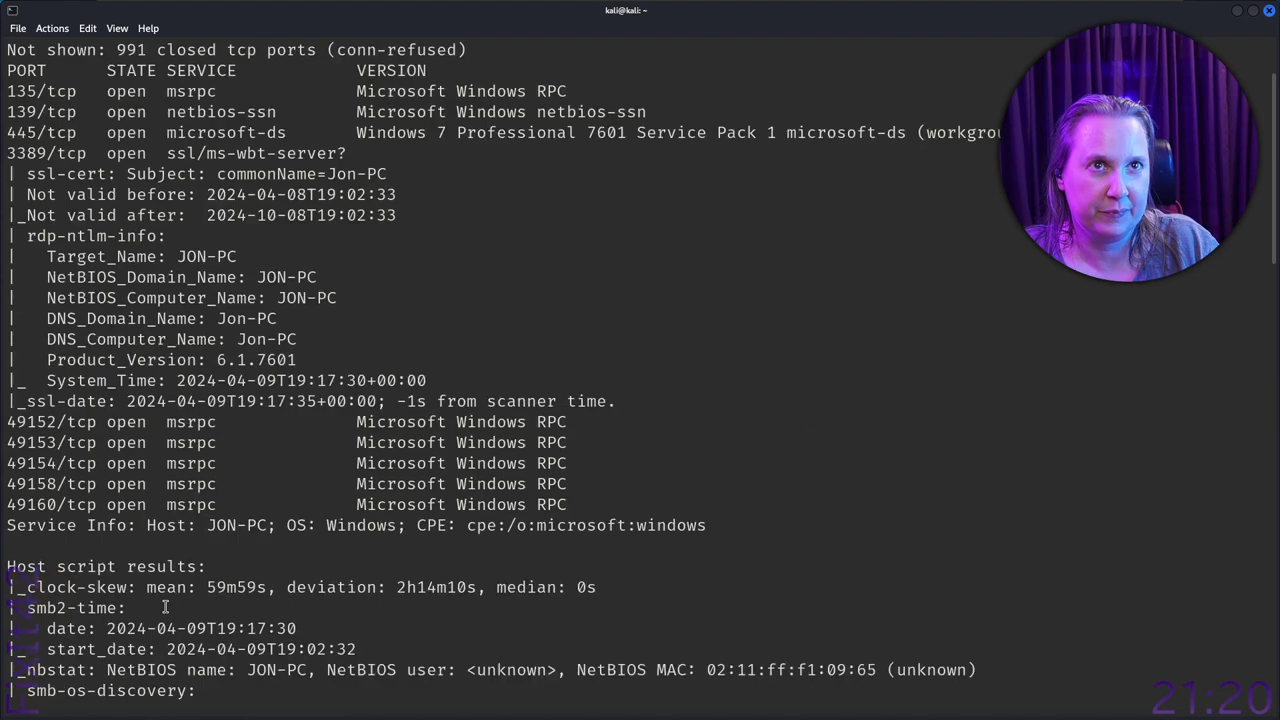 kali@kali: ~
File Actions Edit View Help
Not shown: 991 closed tcp ports (conn-refused)
PORT STATE SERVICE VERSION
135/tcp open msrpc Microsoft Windows RPC
139/tcp open netbios-ssn Microsoft Windows netbios-ssn
445/tcp open microsoft-ds Windows 7 Professional 7601 Service Pack 1 microsoft-ds
3389/tcp open ssl/ms-wbt-server?
| ssl-cert: Subject: commonName=Jon-PC
| Not valid before: 2024-04-08T19:02:33
|_Not valid after: 2024-10-08T19:02:33
| rdp-ntlm-info:
| Target_Name: JON-PC
| NetBIOS_Domain_Name: JON-PC
| NetBIOS_Computer_Name: JON-PC
| DNS_Domain_Name: Jon-PC
| DNS_Computer_Name: Jon-PC
| Product_Version: 6.1.7601
|_ System_Time: 2024-04-09T19:17:30+00:00
|_ssl-date: 2024-04-09T19:17:35+00:00; -1s from scanner time.
49152/tcp open msrpc Microsoft Windows RPC
49153/tcp open msrpc Microsoft Windows RPC
49154/tcp open msrpc Microsoft Windows RPC
49158/tcp open msrpc Microsoft Windows RPC
49160/tcp open msrpc Microsoft Windows RPC
Service Info: Host: JON-PC; OS: Windows; CPE: cpe:/o:microsoft:windows
Host script results:
|_clock-skew: mean: 59m59s, deviation: 2h14m10s, median: 0s
| smb2-time:
| date: 2024-04-09T19:17:30
|_ start_date: 2024-04-09T19:02:32
|_nbstat: NetBIOS name: JON-PC, NetBIOS user: <unknown>, NetBIOS MAC: 02:11:ff:f1:09:65 (unknown)
| smb-os-discovery:
21:20